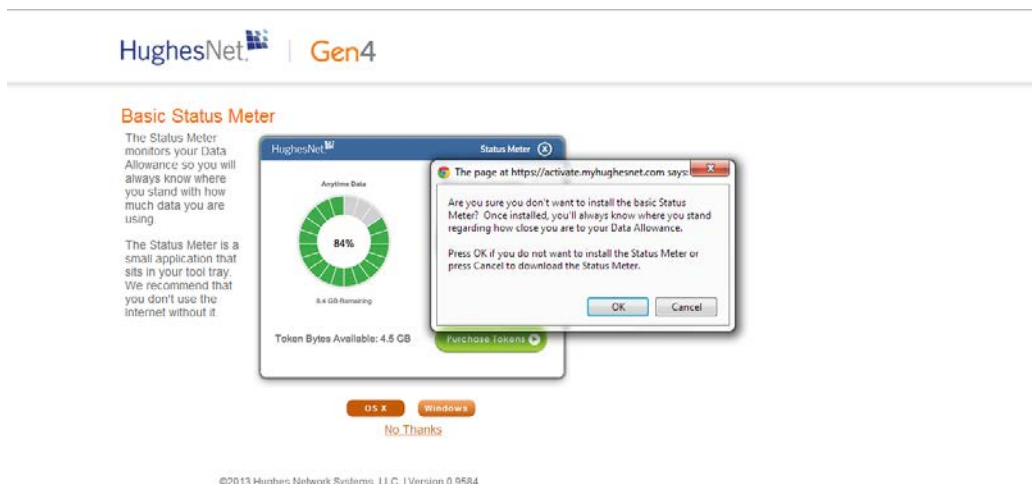 HughesNet. Gen4
Basic Status Meter
The Status Meter
monitors your Data
Allowance so you will
always know where
you stand with how
much data you are
using.
The Status Meter is a
small application that
sits in your tool tray.
We recommend that
you don't use the
internet without it.
HughesNet. Status Meter
Anytime Data
84%
8.4 GB Remaining
Token Bytes Available: 4.5 GB
Purchase Tokens
The page at https://activate.myhughesnet.com says:
Are you sure you don't want to install the basic Status
Meter? Once installed, you'll always know where you stand
regarding how close you are to your Data Allowance.
Press OK if you do not want to install the Status Meter or
press Cancel to download the Status Meter.
OK Cancel
OS X Windows
No Thanks
©2013 Hughes Network Systems, LLC. | Version 0.9584